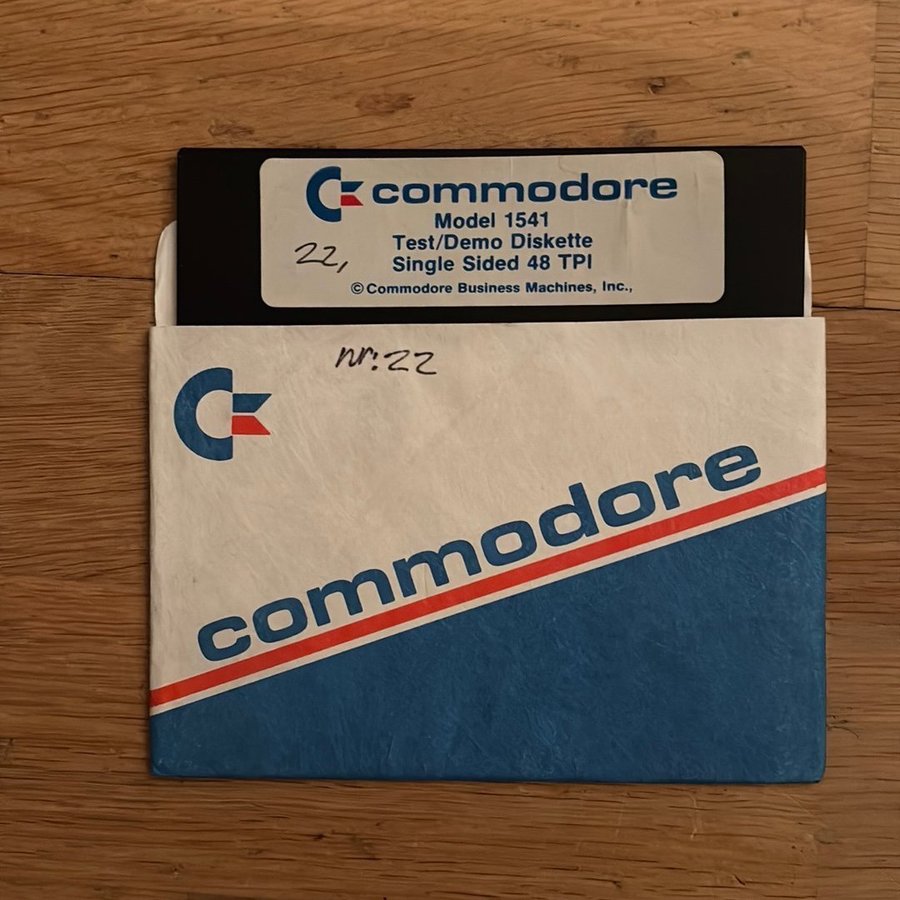 commodore
Model 1541
Test/Demo Diskette
22,
Single Sided 48 TPI
©Commodore Business Machines, Inc.,
nr:22
commodore